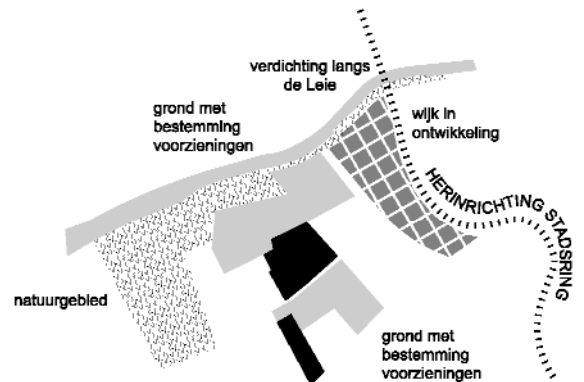 verdichting langs
de Leie
grond met
bestemming
voorzieningen
wijk in
ontwikkeling
HERINRICHTING STADSRING
natuurgebied
grond met
bestemming
voorzieningen